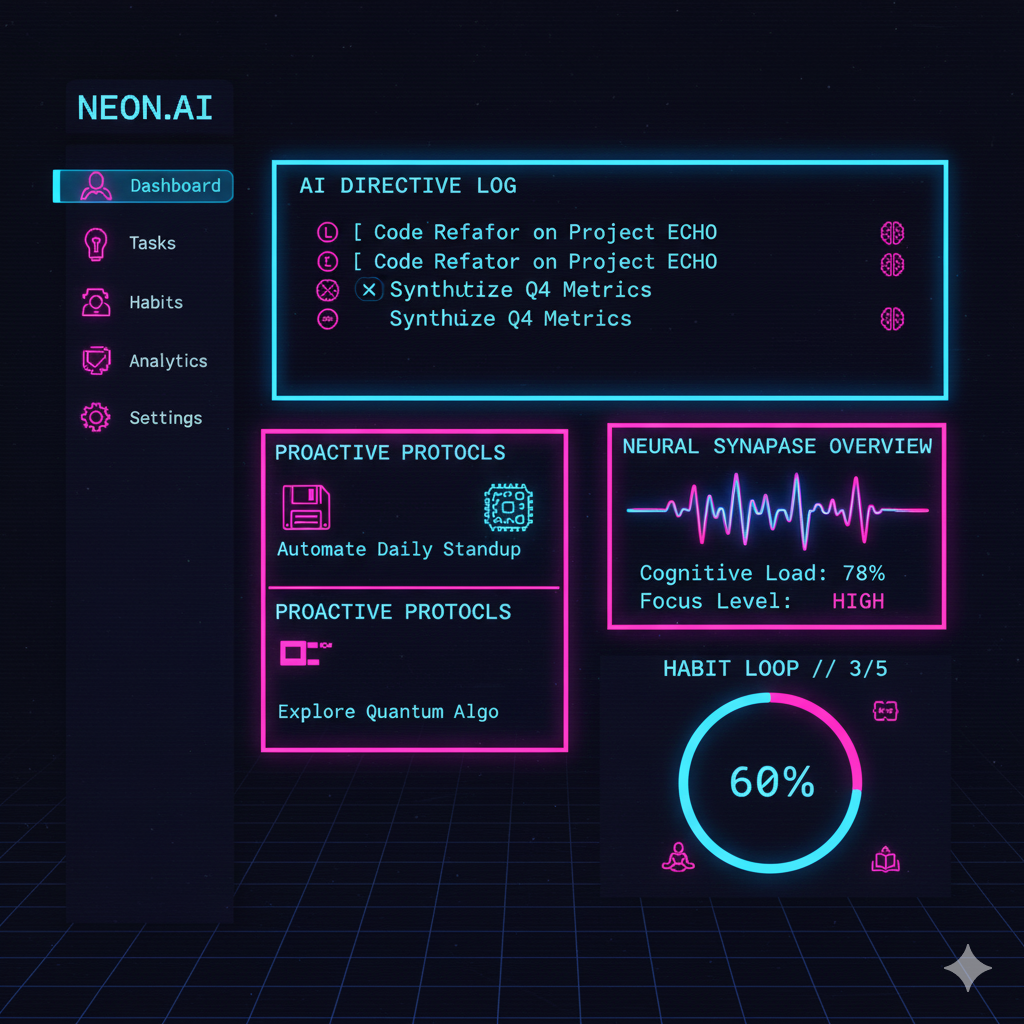 NEON.AI
Dashboard
Tasks
Habits
Analytics
Settings
AI DIRECTIVE LOG
[ Code Refafor on Project ECHO
[ Code Refator on Project ECHO
Q4 Metrics
Q4 Metrics
PROACTIVE PROTOCLS
Automate Daily Standup
PROACTIVE PROTOCLS
Explore Quantum Algo
NEURAL SYNAPASE OVERVIEW
Cognitive Load: 78%
Focus Level: HIGH
HABIT LOOP // 3/5
60%